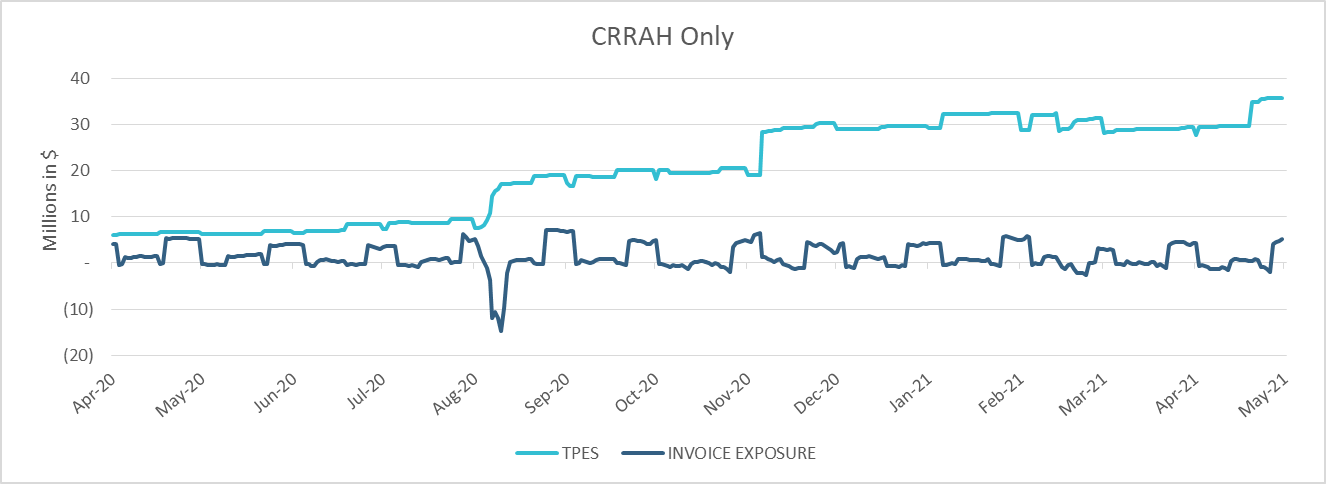 CRRAH Only
Millions in $
40
30
20
10
-
(10)
(20)
Apr-20
May-20
Jun-20
Jul-20
Aug-20
Sep-20
Oct-20
Nov-20
Dec-20
Jan-21
Feb-21
Mar-21
Apr-21
May-21
TPES
INVOICE EXPOSURE